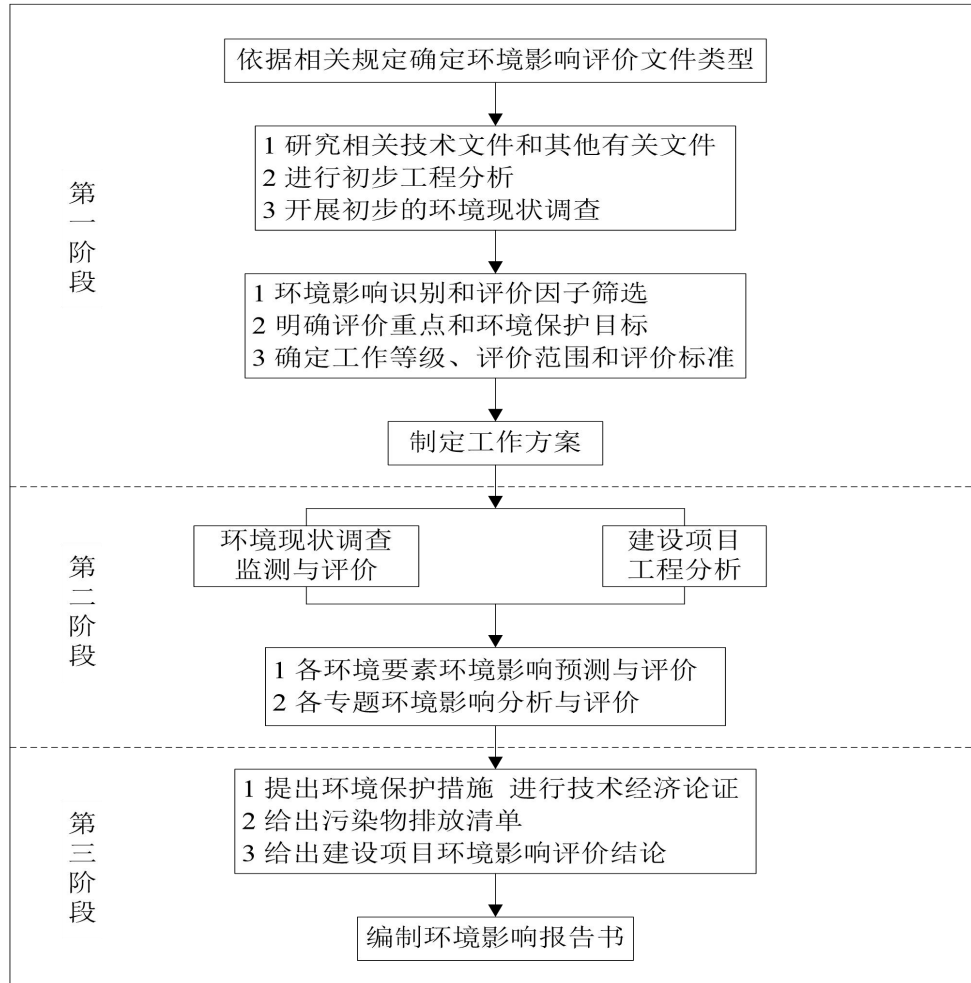 依据相关规定确定环境影响评价文件类型
1 研究相关技术文件和其他有关文件
2 进行初步工程分析
3 开展初步的环境现状调查
第一阶段
1 环境影响识别和评价因子筛选
2 明确评价重点和环境保护目标
3 确定工作等级、评价范围和评价标准
制定工作方案
环境现状调查
监测与评价
建设项目
工程分析
第二阶段
1 各环境要素环境影响预测与评价
2 各专题环境影响分析与评价
1 提出环境保护措施 进行技术经济论证
2 给出污染物排放清单
3 给出建设项目环境影响评价结论
第三阶段
编制环境影响报告书